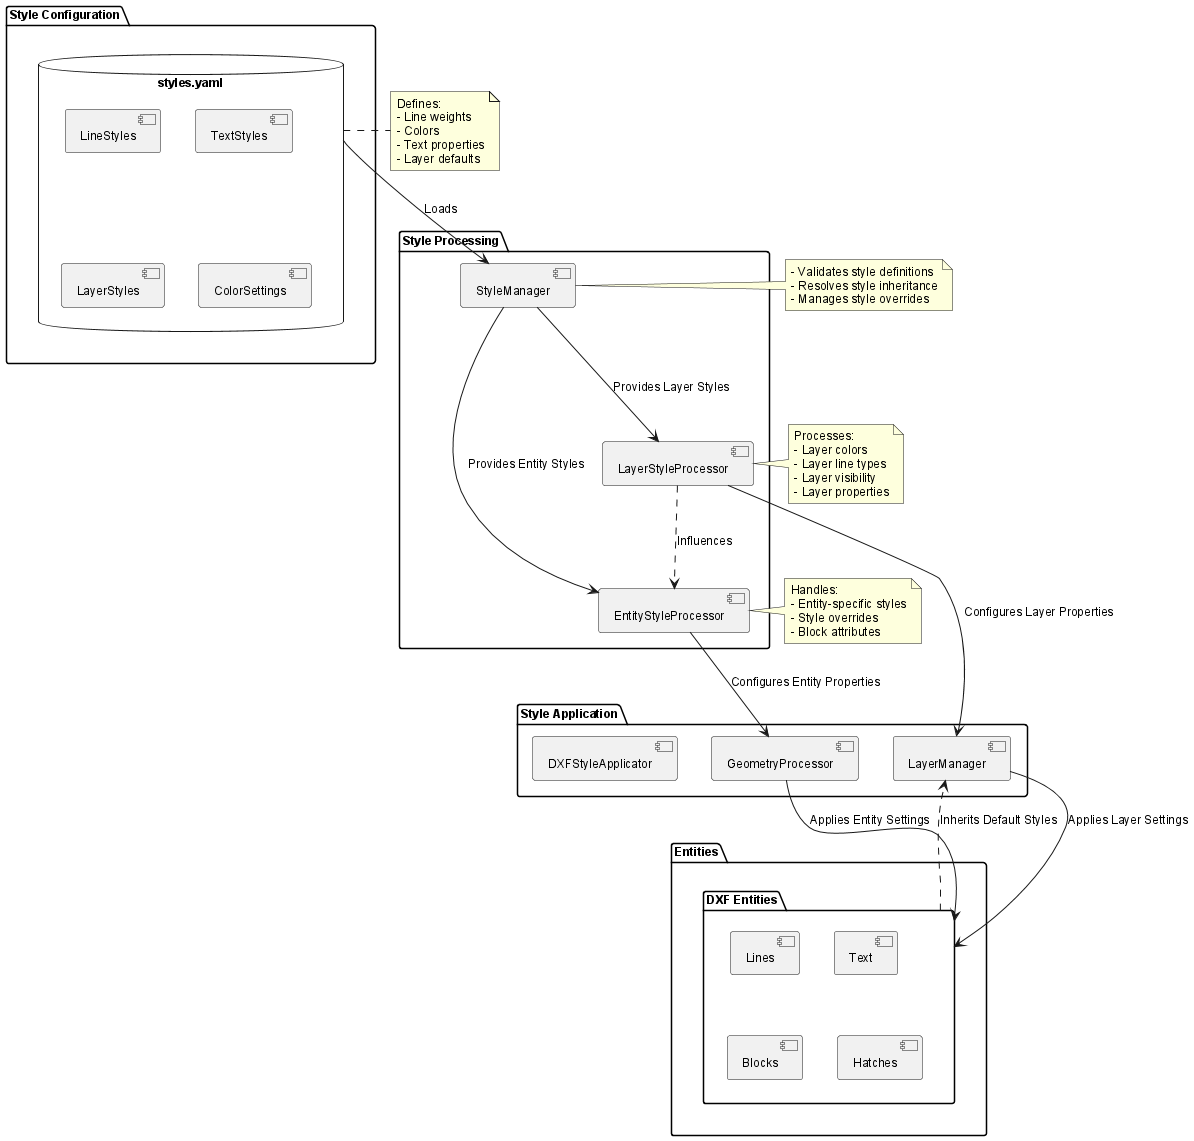 Style Configuration
styles.yaml
LineStyles
TextStyles
LayerStyles
ColorSettings
Defines:
- Line weights
- Colors
- Text properties
- Layer defaults
Loads
Style Processing
StyleManager
- Validates style definitions
- Resolves style inheritance
- Manages style overrides
Provides Layer Styles
Provides Entity Styles
LayerStyleProcessor
Processes:
- Layer colors
- Layer line types
- Layer visibility
- Layer properties
Influences
EntityStyleProcessor
Handles:
- Entity-specific styles
- Style overrides
- Block attributes
Configures Layer Properties
Configures Entity Properties
Style Application
DXFStyleApplicator
GeometryProcessor
LayerManager
Applies Entity Settings
Inherits Default Styles
Applies Layer Settings
Entities
DXF Entities
Lines
Text
Blocks
Hatches